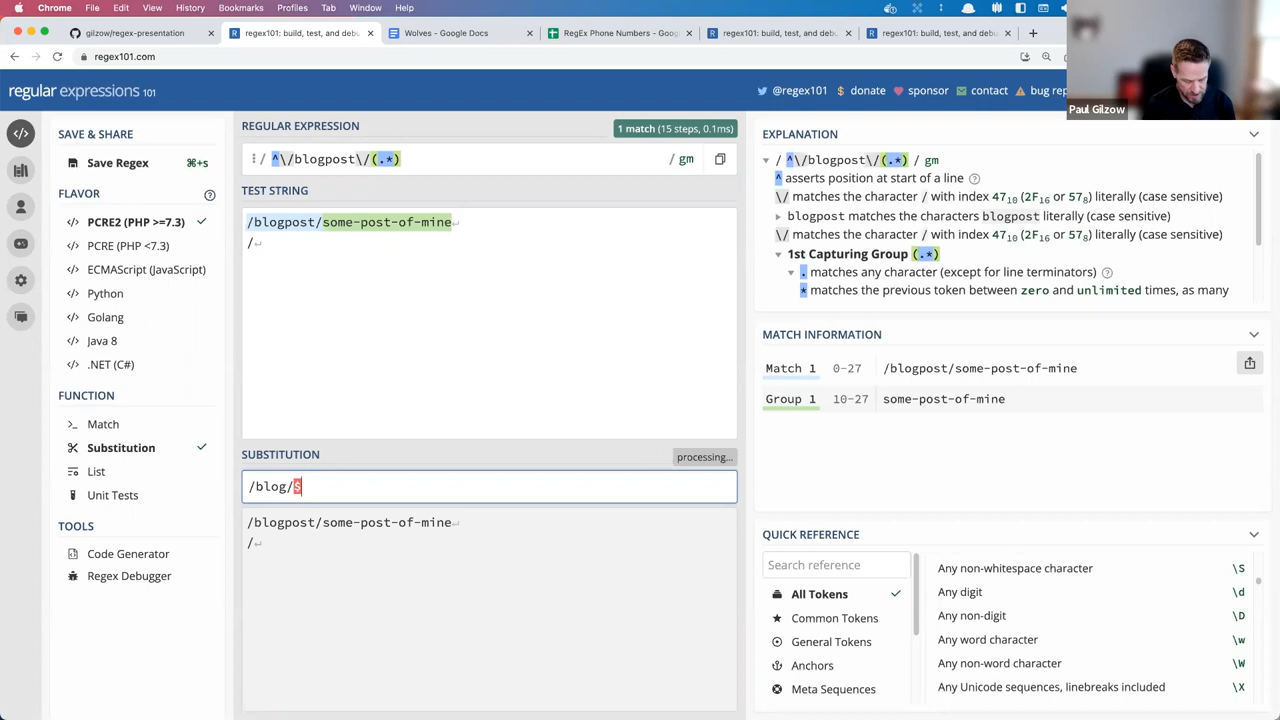 Chrome File Edit View History Bookmarks Profiles Tab Window Help
gilzow/regex-presentation
regex101: build, test, and debu
Wolves - Google Docs
RegEx Phone Numbers - Goog
regex101: build, test, and debu
regex101: build, test, and debu
regex101.com
regular expressions 101
@regex101 $ donate sponsor contact bug rep
Paul Gilzow
SAVE & SHARE
Save Regex ⌘+s
FLAVOR
PCRE2 (PHP >=7.3)
PCRE (PHP <7.3)
ECMAScript (JavaScript)
Python
Golang
Java 8
.NET (C#)
FUNCTION
Match
Substitution
List
Unit Tests
TOOLS
Code Generator
Regex Debugger
REGULAR EXPRESSION
1 match (15 steps, 0.1ms)
/ ^\/blogpost\/(.*) / gm
TEST STRING
/blogpost/some-post-of-mine↵
/↵
SUBSTITUTION
processing...
/blog/$
/blogpost/some-post-of-mine↵
/↵
EXPLANATION
/ ^\/blogpost\/(.*) / gm
^ asserts position at start of a line
\/ matches the character / with index 47₁₀ (2F₁₆ or 57₈) literally (case sensitive)
blogpost matches the characters blogpost literally (case sensitive)
\/ matches the character / with index 47₁₀ (2F₁₆ or 57₈) literally (case sensitive)
1st Capturing Group (.*)
. matches any character (except for line terminators)
* matches the previous token between zero and unlimited times, as many
MATCH INFORMATION
Match 1 0-27 /blogpost/some-post-of-mine
Group 1 10-27 some-post-of-mine
QUICK REFERENCE
Search reference
All Tokens
Common Tokens
General Tokens
Anchors
Meta Sequences
Any non-whitespace character \S
Any digit \d
Any non-digit \D
Any word character \w
Any non-word character \W
Any Unicode sequences, linebreaks included \X